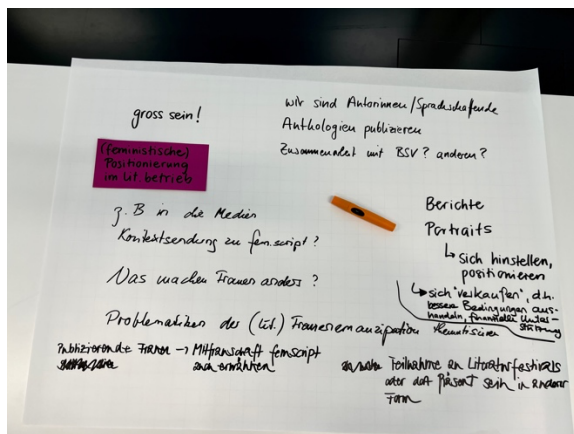 gross sein!
wir sind Autorinnen/Sprachschaffende
Anthologien publizieren
Zusammenarbeit mit BSV? anderen?
(feministische)
Positionierung
im Lit. betrieb
z. B in die Medien
Kontextsendung zu fem.script?
Was machen Frauen anders?
Problematiken der (Lit.) Frauenemanzipation
thematisieren
Berichte
Portraits
↳ sich hinstellen,
positionieren
↳ sich "verkaufen", d.h.
bessere Bedingungen aus-
handeln, finanzielle Unter-
stützung
Publizierende Frauen → Mitfrauschaft femscript
auch erwähnen
Teilnahme an Literaturfestivals
oder dort präsent sein in anderer
Form